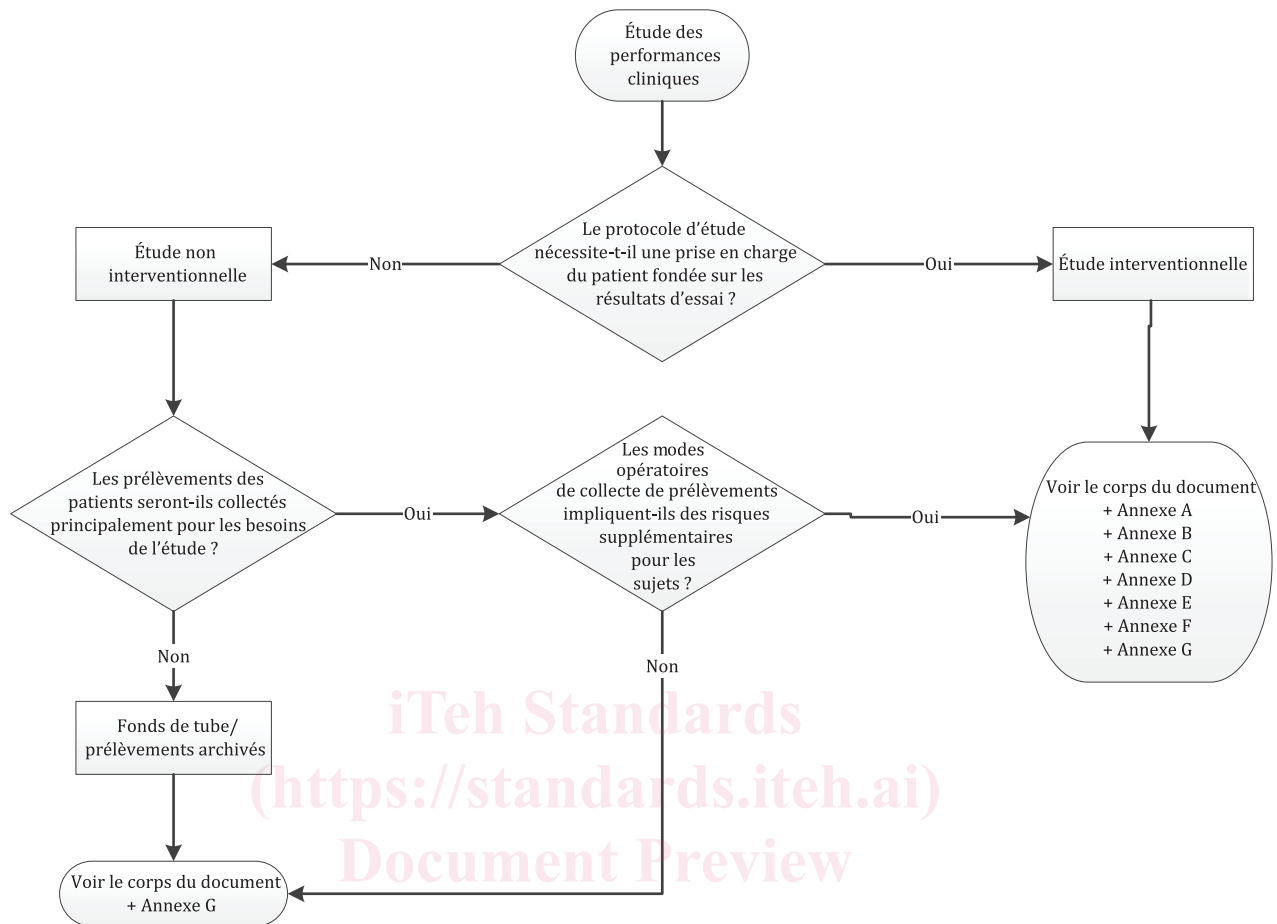 Étude des
performances
cliniques
Le protocole d'étude
nécessite-t-il une prise en charge
du patient fondée sur les
résultats d'essai ?
Non
Oui
Étude non
interventionnelle
Étude interventionnelle
Les prélèvements des
patients seront-ils collectés
principalement pour les besoins
de l'étude ?
Oui
Les modes
opératoires
de collecte de prélèvements
impliquent-ils des risques
supplémentaires
pour les
sujets ?
Oui
Voir le corps du document
+ Annexe A
+ Annexe B
+ Annexe C
+ Annexe D
+ Annexe E
+ Annexe F
+ Annexe G
Non
Non
Fonds de tube/
prélèvements archivés
Voir le corps du document
+ Annexe G
iTeh Standards
(https://standards.iteh.ai)
Document Preview